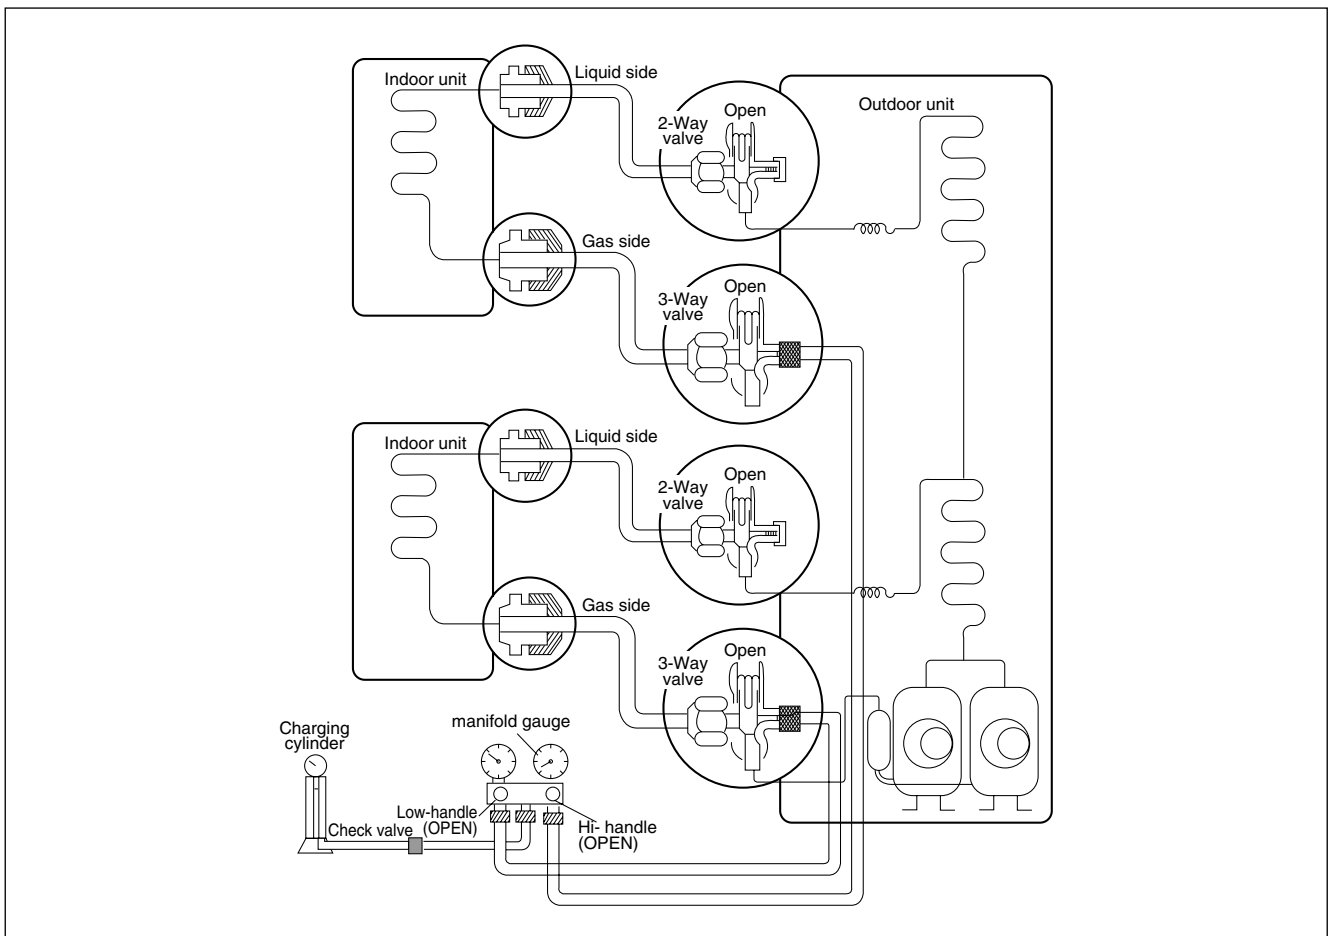 Indoor unit
Liquid side
2-Way
valve
Open
Outdoor unit
Gas side
3-Way
valve
Open
Indoor unit
Liquid side
2-Way
valve
Open
Gas side
3-Way
valve
Open
Charging
cylinder
manifold gauge
Check valve
Low-handle
(OPEN)
Hi- handle
(OPEN)